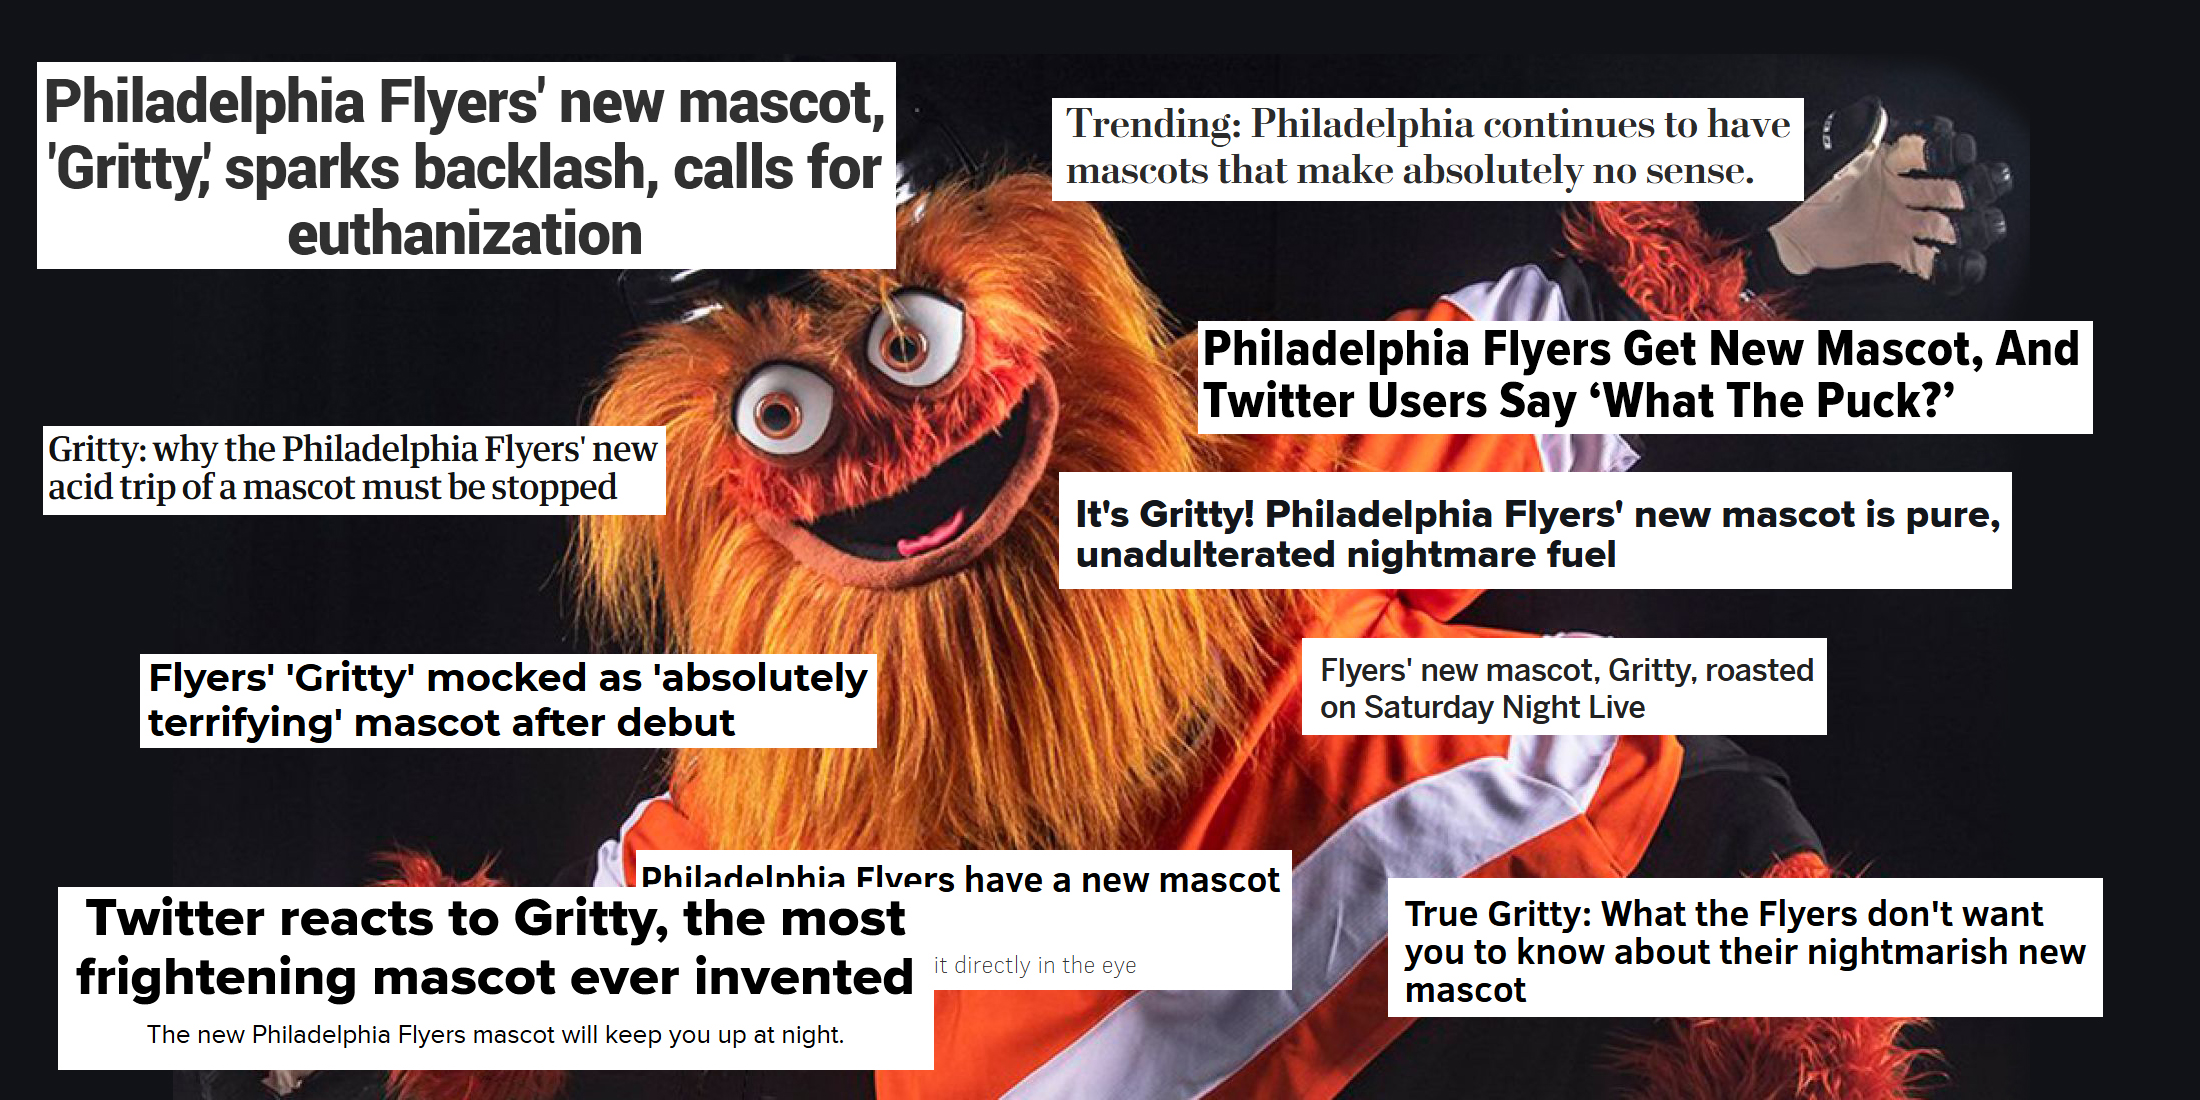 Philadelphia Flyers' new mascot,
'Gritty,' sparks backlash, calls for
euthanization
Trending: Philadelphia continues to have
mascots that make absolutely no sense.
Philadelphia Flyers Get New Mascot, And
Twitter Users Say ‘What The Puck?’
Gritty: why the Philadelphia Flyers' new
acid trip of a mascot must be stopped
It's Gritty! Philadelphia Flyers' new mascot is pure,
unadulterated nightmare fuel
Flyers' 'Gritty' mocked as 'absolutely
terrifying' mascot after debut
Flyers' new mascot, Gritty, roasted
on Saturday Night Live
Philadelphia Flyers have a new mascot
it directly in the eye
Twitter reacts to Gritty, the most
frightening mascot ever invented
The new Philadelphia Flyers mascot will keep you up at night.
True Gritty: What the Flyers don't want
you to know about their nightmarish new
mascot